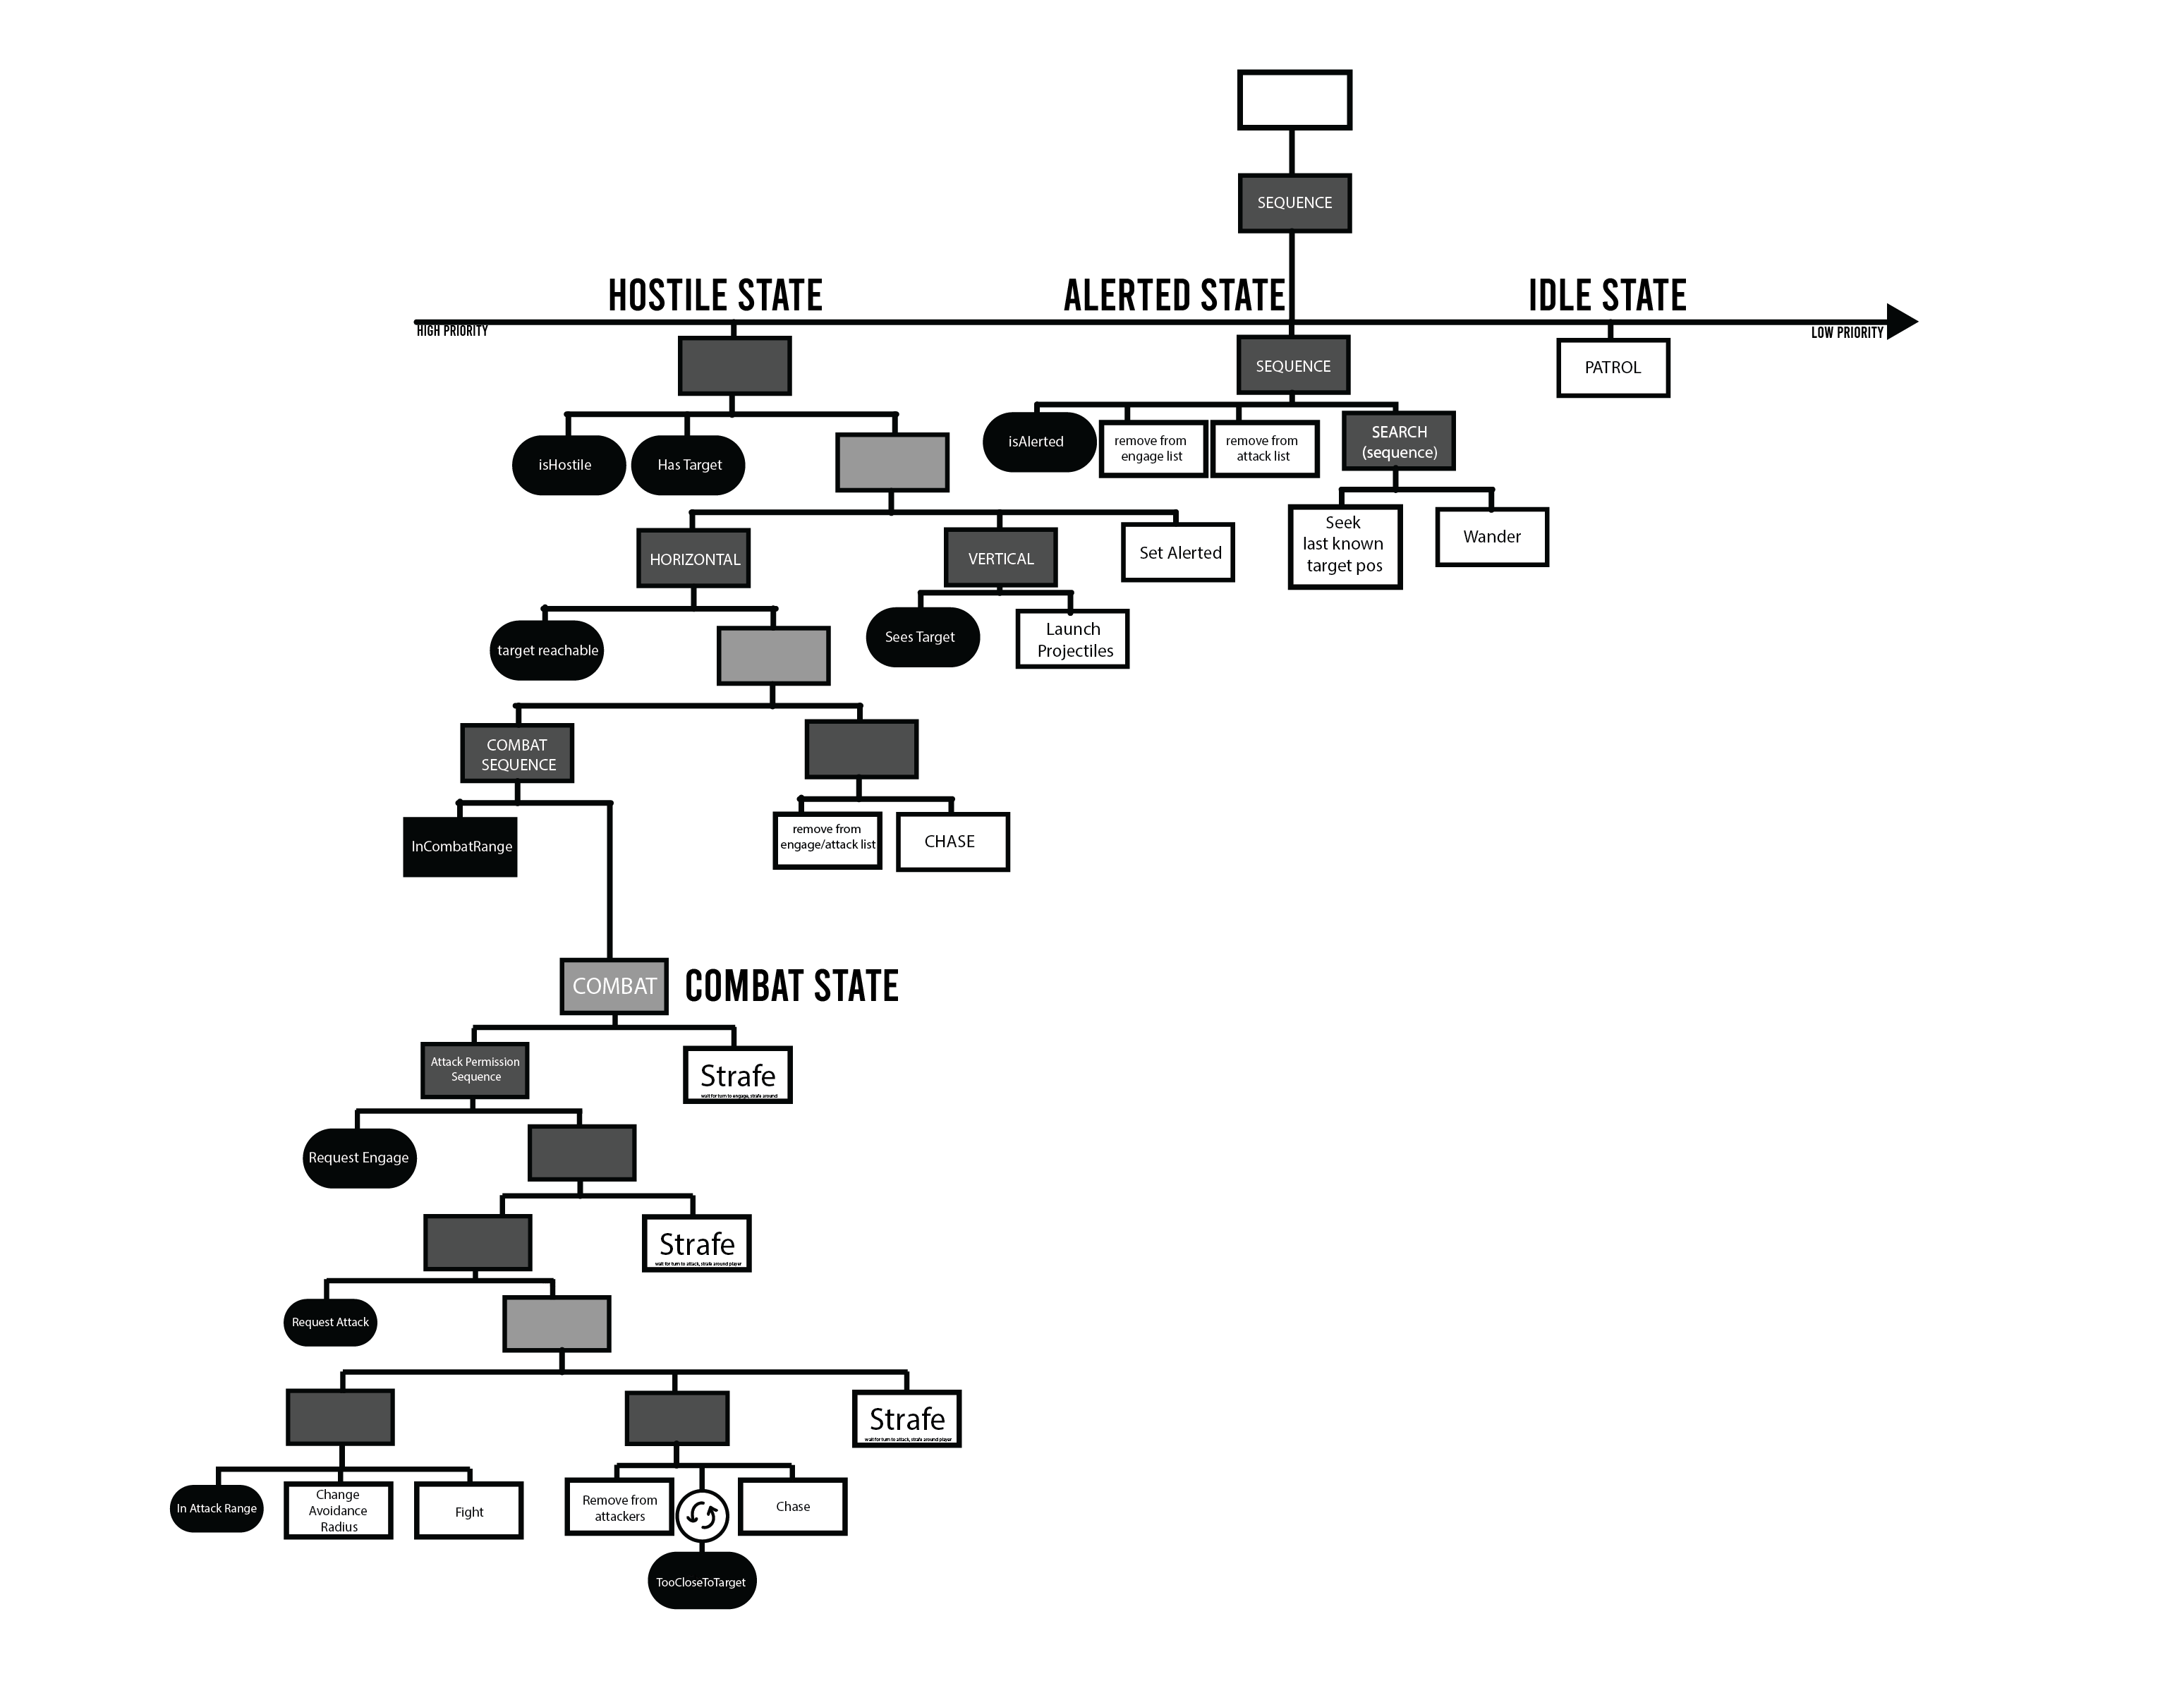 SEQUENCE
HOSTILE STATE
ALERTED STATE
IDLE STATE
HIGH PRIORITY
LOW PRIORITY
SEQUENCE
PATROL
isHostile
Has Target
isAlerted
remove from
engage list
remove from
attack list
SEARCH
(sequence)
HORIZONTAL
VERTICAL
Set Alerted
Seek
last known
target pos
Wander
target reachable
Sees Target
Launch
Projectiles
COMBAT
SEQUENCE
InCombatRange
remove from
engage/attack list
CHASE
COMBAT
COMBAT STATE
Attack Permission
Sequence
Strafe
wait for turn to engage, strafe around
Request Engage
Strafe
wait for turn to attack, strafe around player
Request Attack
Strafe
wait for turn to attack, strafe around player
In Attack Range
Change
Avoidance
Radius
Fight
Remove from
attackers
Chase
TooCloseToTarget